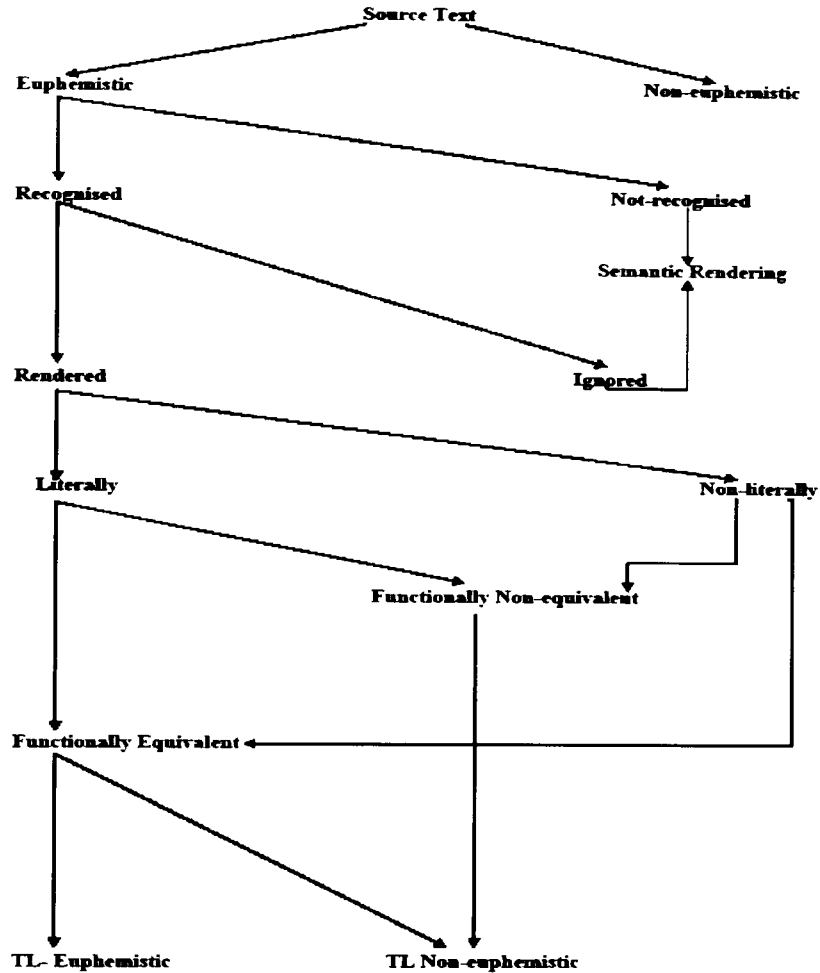 Source Text
Euphemistic
Non-euphemistic
Recognised
Not-recognised
Semantic Rendering
Rendered
Ignored
Literally
Non-literally
Functionally Non-equivalent
Functionally Equivalent
TL- Euphemistic
TL Non-euphemistic